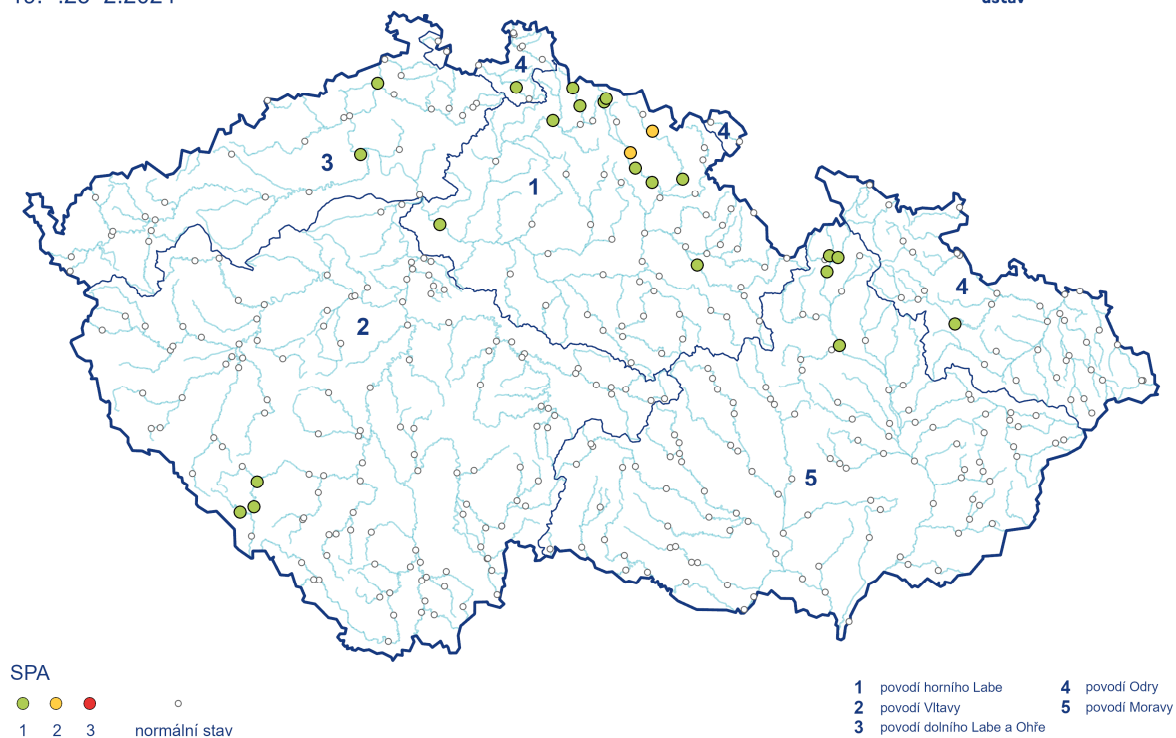 ústav
4
4
3
1
4
2
5
SPA
1 2 3 normální stav
1 povodí horního Labe
2 povodí Vltavy
3 povodí dolního Labe a Ohře
4 povodí Odry
5 povodí Moravy